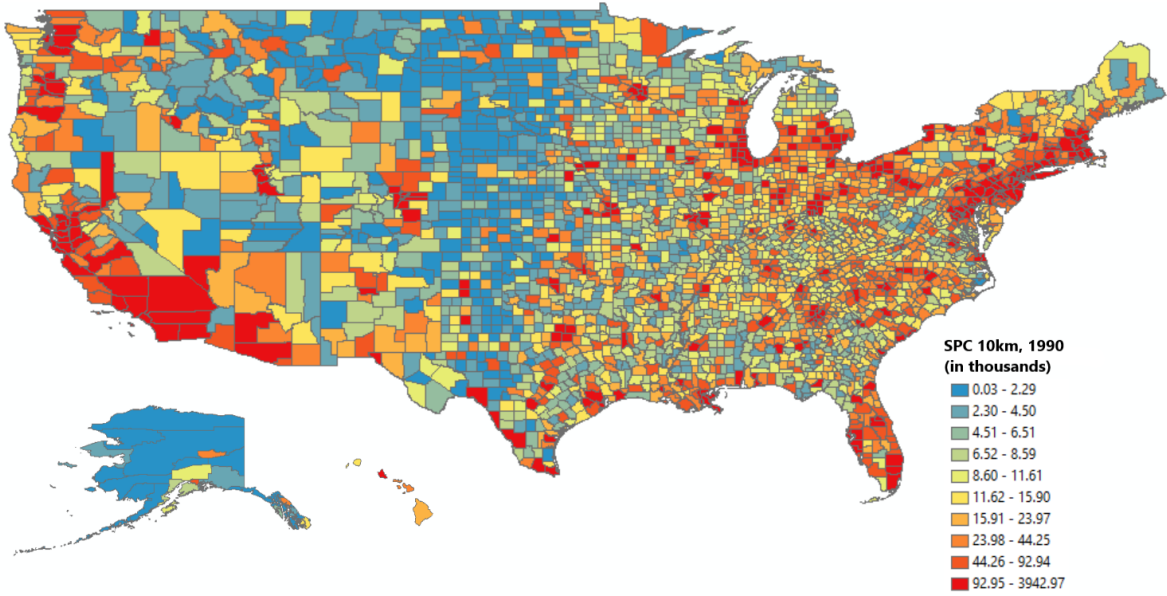 SPC 10km, 1990
(in thousands)
0.03 - 2.29
2.30 - 4.50
4.51 - 6.51
6.52 - 8.59
8.60 - 11.61
11.62 - 15.90
15.91 - 23.97
23.98 - 44.25
44.26 - 92.94
92.95 - 3942.97